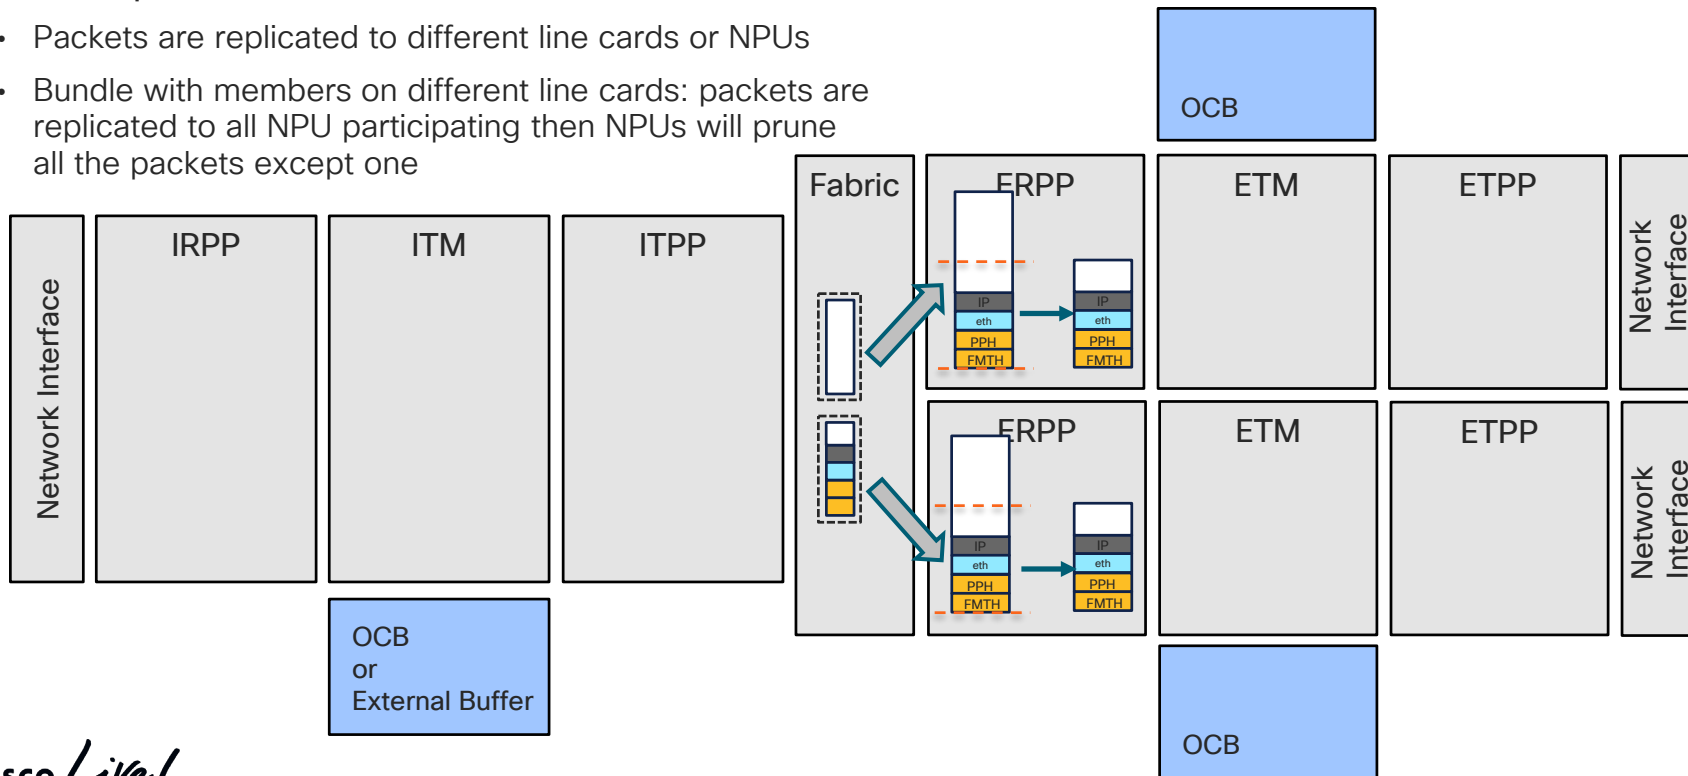 • Packets are replicated to different line cards or NPUs
• Bundle with members on different line cards: packets are
replicated to all NPU participating then NPUs will prune
all the packets except one
OCB
Fabric
ERPP
ETM
ETPP
Network
Interface
Network Interface
IRPP
ITM
ITPP
IP
eth
PPH
FMTH
IP
eth
PPH
FMTH
ERPP
ETM
ETPP
Network
Interface
IP
eth
PPH
FMTH
IP
eth
PPH
FMTH
OCB
or
External Buffer
OCB
Live!